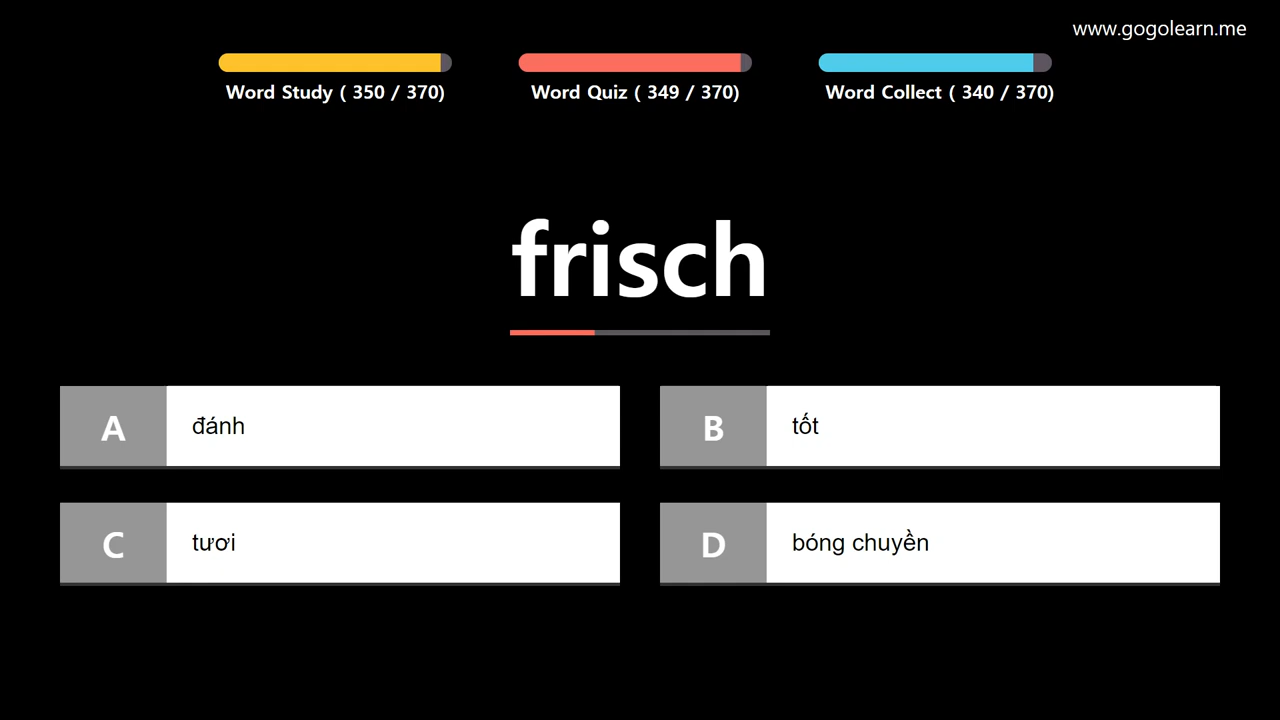 www.gogolearn.me
Word Study ( 350 / 370)
Word Quiz ( 349 / 370)
Word Collect ( 340 / 370)
frisch
A đánh
B tốt
C tươi
D bóng chuyền